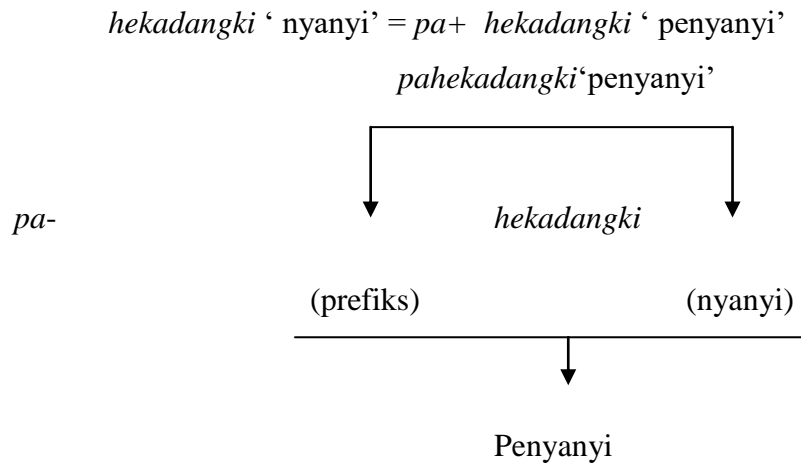 hekadangki ‘ nyanyi’ = pa+ hekadangki ‘ penyanyi’
pahekadangki‘penyanyi’
pa- hekadangki
(prefiks) (nyanyi)
Penyanyi